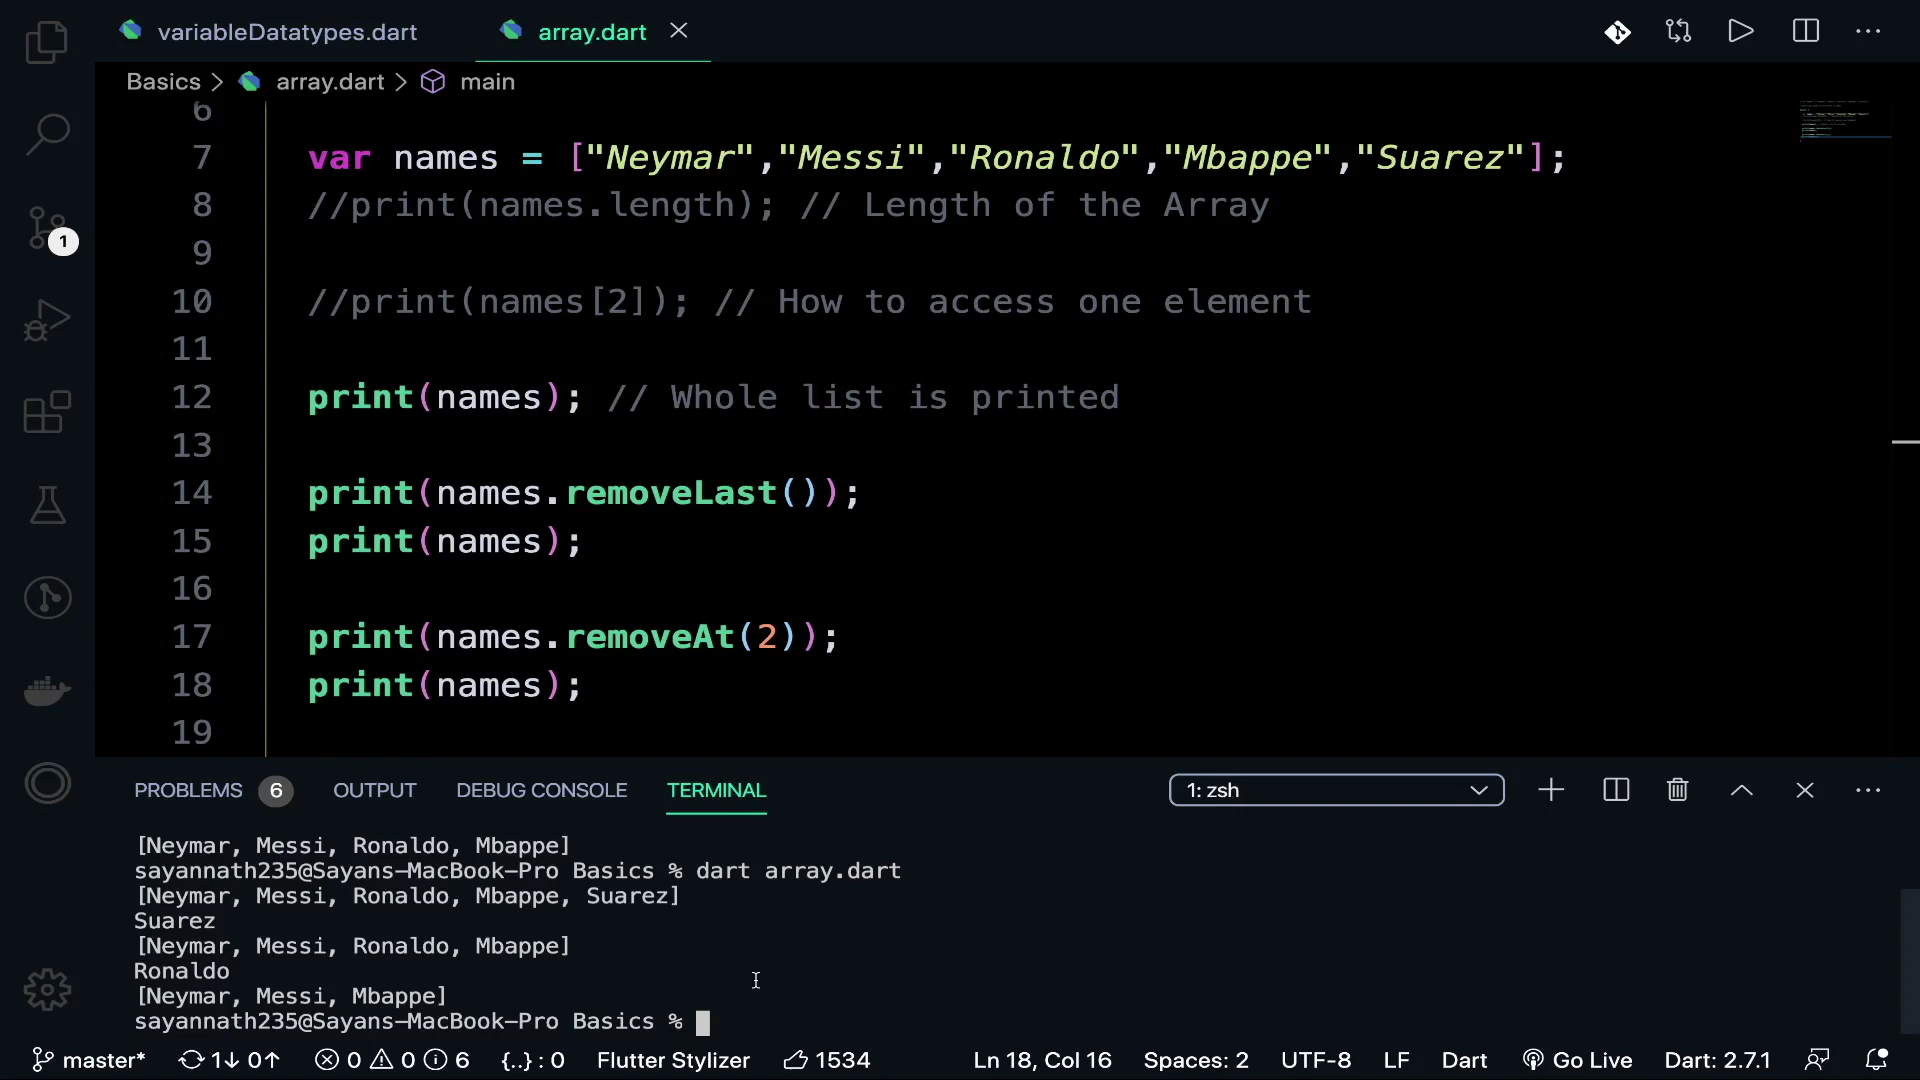 variableDatatypes.dart array.dart
Basics > array.dart > main
6
7 var names = ["Neymar","Messi","Ronaldo","Mbappe","Suarez"];
8 //print(names.length); // Length of the Array
9
10 //print(names[2]); // How to access one element
11
12 print(names); // Whole list is printed
13
14 print(names.removeLast());
15 print(names);
16
17 print(names.removeAt(2));
18 print(names);
19
1
PROBLEMS 6 OUTPUT DEBUG CONSOLE TERMINAL 1: zsh
[Neymar, Messi, Ronaldo, Mbappe]
sayannath235@Sayans-MacBook-Pro Basics % dart array.dart
[Neymar, Messi, Ronaldo, Mbappe, Suarez]
Suarez
[Neymar, Messi, Ronaldo, Mbappe]
Ronaldo
[Neymar, Messi, Mbappe]
sayannath235@Sayans-MacBook-Pro Basics %
master* 1↓ 0↑ 0 0 6 {..} : 0 Flutter Stylizer 1534 Ln 18, Col 16 Spaces: 2 UTF-8 LF Dart Go Live Dart: 2.7.1